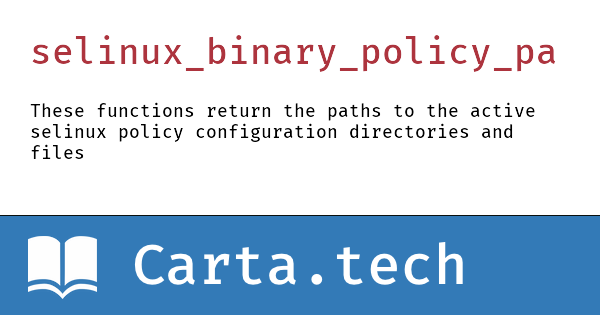 selinux_binary_policy_pa
These functions return the paths to the active
selinux policy configuration directories and
files
Carta.tech